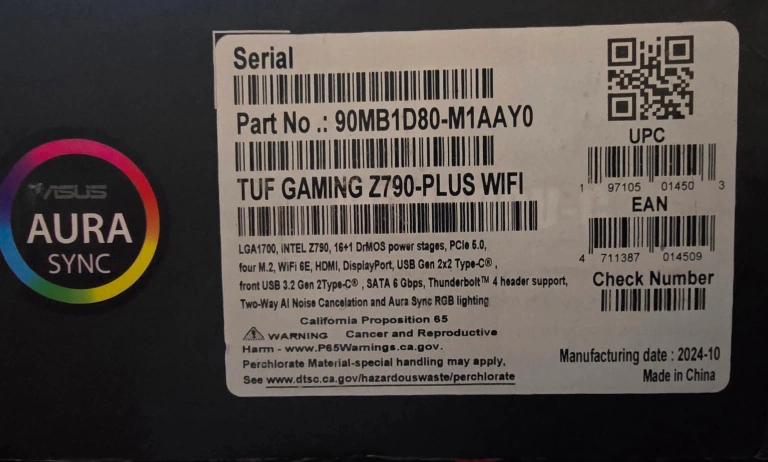 ASUS
AURA
SYNC
Serial
Part No .: 90MB1D80-M1AAY0
TUF GAMING Z790-PLUS WIFI
LGA1700, INTEL Z790, 16+1 DrMOS power stages, PCIe 5.0,
four M.2, WiFi 6E, HDMI, DisplayPort, USB Gen 2x2 Type-C®,
front USB 3.2 Gen 2Type-C® , SATA 6 Gbps, Thunderbolt™ 4 header support,
Two-Way AI Noise Cancelation and Aura Sync RGB lighting
California Proposition 65
WARNING Cancer and Reproductive
Harm - www.P65Warnings.ca.gov.
Perchlorate Material-special handling may apply,
See www.dtsc.ca.gov/hazardouswaste/perchlorate
UPC
1 97105 01450 3
EAN
4 711387 014509
Check Number
Manufacturing date : 2024-10
Made in China